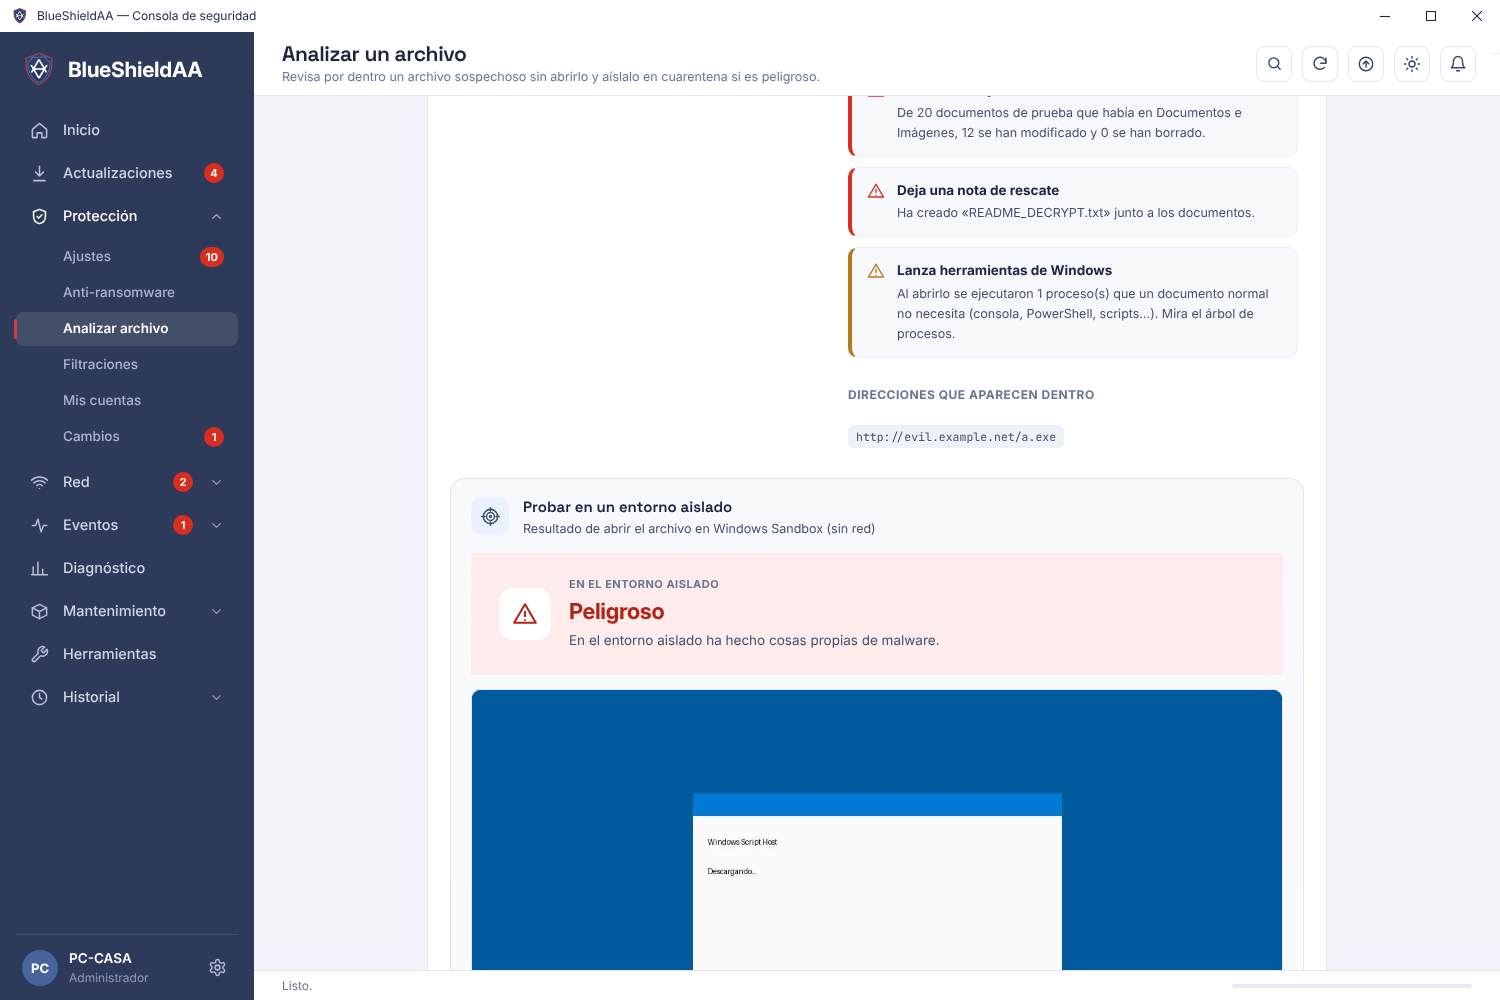 BlueShieldAA — Consola de seguridad
BlueShieldAA
Inicio
Actualizaciones 4
Protección
Ajustes 10
Anti-ransomware
Analizar archivo
Filtraciones
Mis cuentas
Cambios 1
Red 2
Eventos 1
Diagnóstico
Mantenimiento
Herramientas
Historial
PC
PC-CASA
Administrador
Analizar un archivo
Revisa por dentro un archivo sospechoso sin abrirlo y aíslalo en cuarentena si es peligroso.
De 20 documentos de prueba que había en Documentos e
Imágenes, 12 se han modificado y 0 se han borrado.
Deja una nota de rescate
Ha creado «README_DECRYPT.txt» junto a los documentos.
Lanza herramientas de Windows
Al abrirlo se ejecutaron 1 proceso(s) que un documento normal
no necesita (consola, PowerShell, scripts...). Mira el árbol de
procesos.
DIRECCIONES QUE APARECEN DENTRO
http://evil.example.net/a.exe
Probar en un entorno aislado
Resultado de abrir el archivo en Windows Sandbox (sin red)
EN EL ENTORNO AISLADO
Peligroso
En el entorno aislado ha hecho cosas propias de malware.
Windows Script Host
Descargando...
Listo.